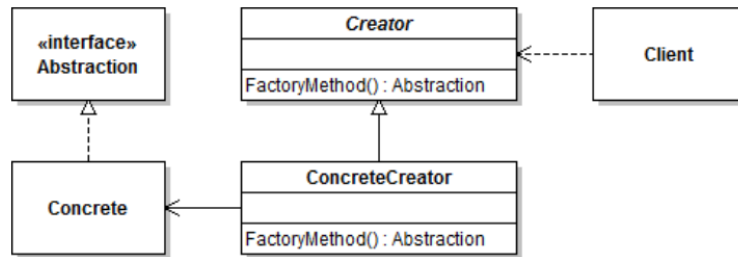 «interface»
Abstraction
Creator
FactoryMethod() : Abstraction
Client
Concrete
ConcreteCreator
FactoryMethod() : Abstraction